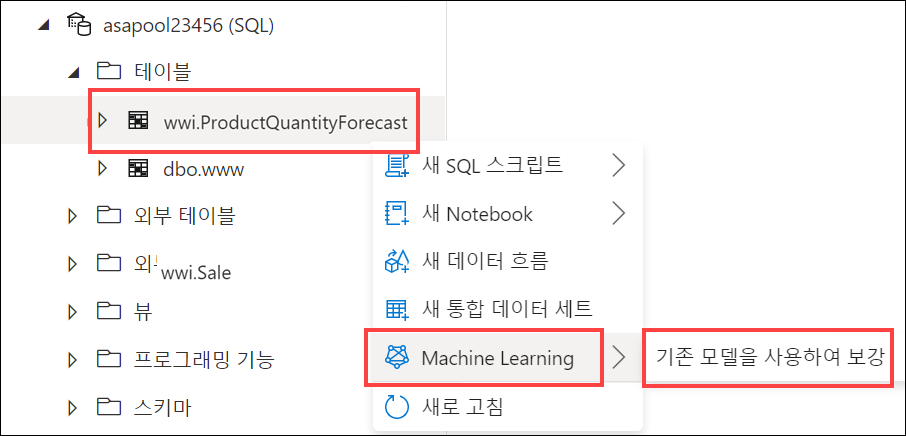 asapool23456 (SQL)
테이블
wwi.ProductQuantityForecast
dbo.www
외부 테이블
wwi.Sale
뷰
프로그래밍 기능
스키마
새 SQL 스크립트
새 Notebook
새 데이터 흐름
새 통합 데이터 세트
Machine Learning
새로 고침
기존 모델을 사용하여 보강